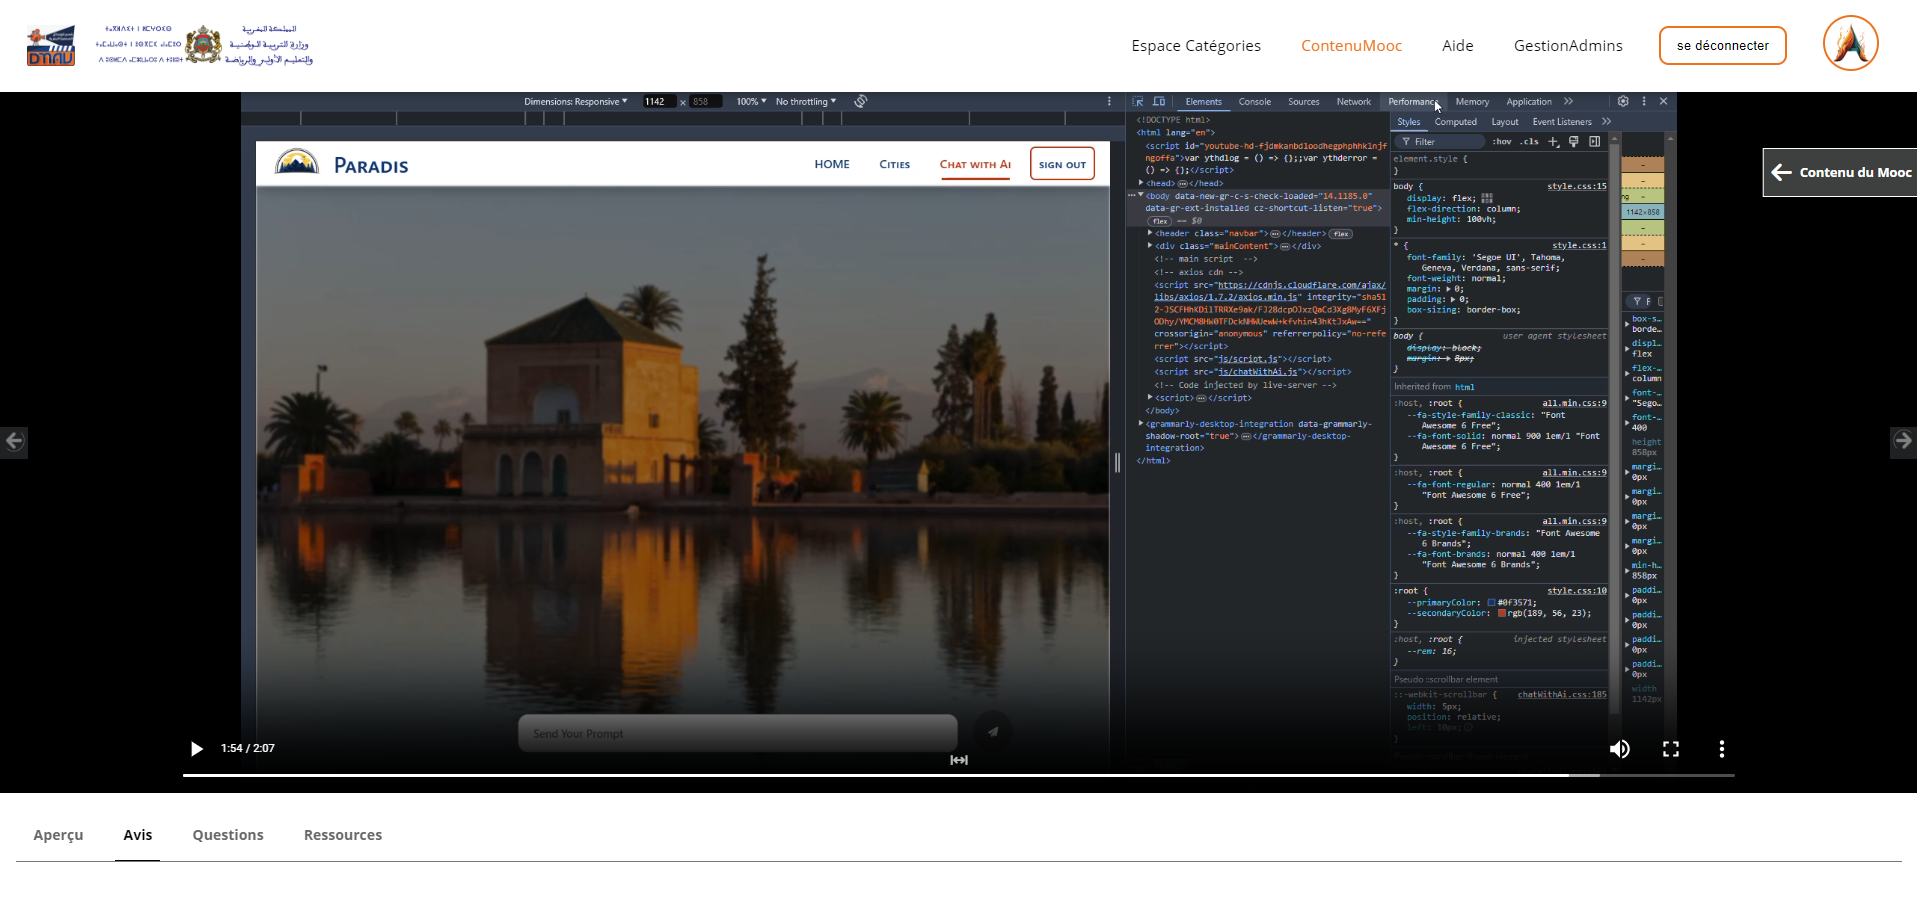 المملكة المغربية
وزارة التربية الوطنية
والتعليم الأولي والرياضة
Espace Catégories
ContenuMooc
Aide
GestionAdmins
se déconnecter
Dimensions: Responsive
1142 × 858
100%
No throttling
Elements
Console
Sources
Network
Performance
Memory
Application
PARADIS
HOME
CITIES
CHAT WITH AI
SIGN OUT
Send Your Prompt
<!DOCTYPE html>
<html lang="en">
<script id="youtube-hd-fjdmkanbdloodhegphphhklnjf
ngoffa">var ythdlog = () => {};;var ythderror =
() => {};</script>
<head></head>
<body data-new-gr-c-s-check-loaded="14.1185.0"
data-gr-ext-installed cz-shortcut-listen="true">
flex == $0
<header class="navbar"></header> flex
<div class="mainContent"></div>
<!-- main script -->
<!-- axios cdn -->
<script src="https://cdnjs.cloudflare.com/ajax/
libs/axios/1.7.2/axios.min.js" integrity="sha51
crossorigin="anonymous" referrerpolicy="no-refe
rrer"></script>
<script src="js/script.js"></script>
<script src="js/chatWithAi.js"></script>
<!-- Code injected by live-server -->
<script></script>
</body>
<grammarly-desktop-integration data-grammarly-
shadow-root="true"></grammarly-desktop-
integration>
</html>
Styles
Computed
Layout
Event Listeners
Filter
:hov .cls
element.style {
}
body {
style.css:15
display: flex;
flex-direction: column;
min-height: 100vh;
}
* {
style.css:1
font-family: 'Segoe UI', Tahoma,
Geneva, Verdana, sans-serif;
font-weight: normal;
margin: 0;
padding: 0;
box-sizing: border-box;
}
body {
user agent stylesheet
display: block;
margin: 8px;
}
Inherited from html
:host, :root {
all.min.css:9
--fa-style-family-classic: "Font
Awesome 6 Free";
--fa-font-solid: normal 900 1em/1 "Font
Awesome 6 Free";
}
:host, :root {
all.min.css:9
--fa-font-regular: normal 400 1em/1
"Font Awesome 6 Free";
}
:host, :root {
all.min.css:9
--fa-style-family-brands: "Font Awesome
6 Brands";
--fa-font-brands: normal 400 1em/1
"Font Awesome 6 Brands";
}
:root {
style.css:10
--primaryColor: #0f3571;
--secondaryColor: rgb(189, 56, 23);
}
:host, :root {
injected stylesheet
--rem: 16;
}
Pseudo ::scrollbar element
::-webkit-scrollbar {
chatWithAi.css:185
width: 5px;
position: relative;
left: 10px;
}
ng
1142×858
box-s…
borde…
displ…
flex
flex-…
column
font-…
"Sego…
font-…
400
height
858px
margi…
0px
margi…
0px
margi…
0px
margi…
0px
min-h…
858px
paddi…
0px
paddi…
0px
paddi…
0px
paddi…
0px
width
1142px
Contenu du Mooc
1:54 / 2:07
Aperçu
Avis
Questions
Ressources